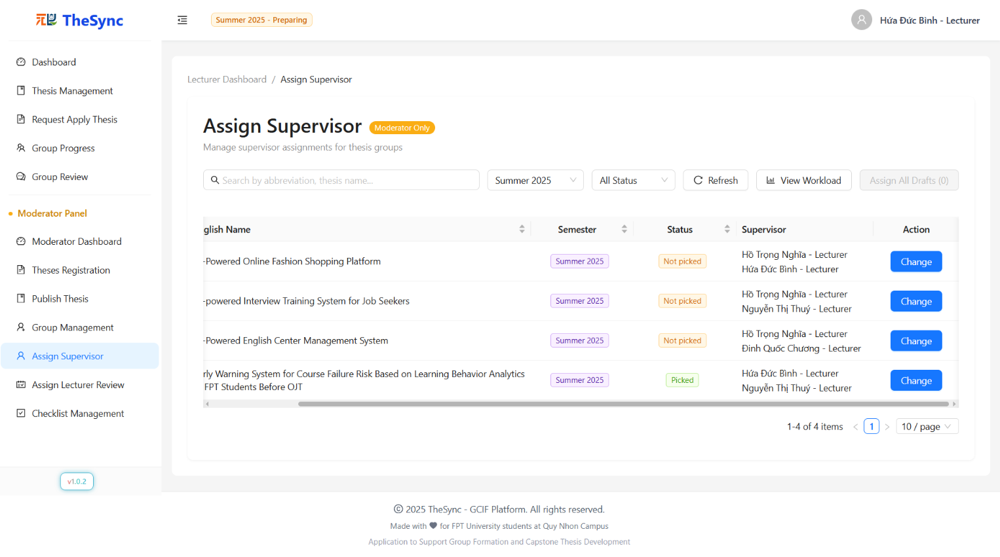 TheSync
Summer 2025 - Preparing
Hứa Đức Bình - Lecturer
Dashboard
Thesis Management
Request Apply Thesis
Group Progress
Group Review
Moderator Panel
Moderator Dashboard
Theses Registration
Publish Thesis
Group Management
Assign Supervisor
Assign Lecturer Review
Checklist Management
v1.0.2
Lecturer Dashboard / Assign Supervisor
Assign Supervisor Moderator Only
Manage supervisor assignments for thesis groups
Search by abbreviation, thesis name...
Summer 2025
All Status
Refresh
View Workload
Assign All Drafts (0)
glish Name Semester Status Supervisor Action
-Powered Online Fashion Shopping Platform Summer 2025 Not picked Hồ Trọng Nghĩa - Lecturer Change
Hứa Đức Bình - Lecturer
-powered Interview Training System for Job Seekers Summer 2025 Not picked Hồ Trọng Nghĩa - Lecturer Change
Nguyễn Thị Thuý - Lecturer
-Powered English Center Management System Summer 2025 Not picked Hồ Trọng Nghĩa - Lecturer Change
Đinh Quốc Chương - Lecturer
rly Warning System for Course Failure Risk Based on Learning Behavior Analytics Summer 2025 Picked Hứa Đức Bình - Lecturer Change
FPT Students Before OJT Nguyễn Thị Thuý - Lecturer
1-4 of 4 items < 1 > 10 / page
© 2025 TheSync - GCIF Platform. All rights reserved.
Made with ♥ for FPT University students at Quy Nhon Campus
Application to Support Group Formation and Capstone Thesis Development